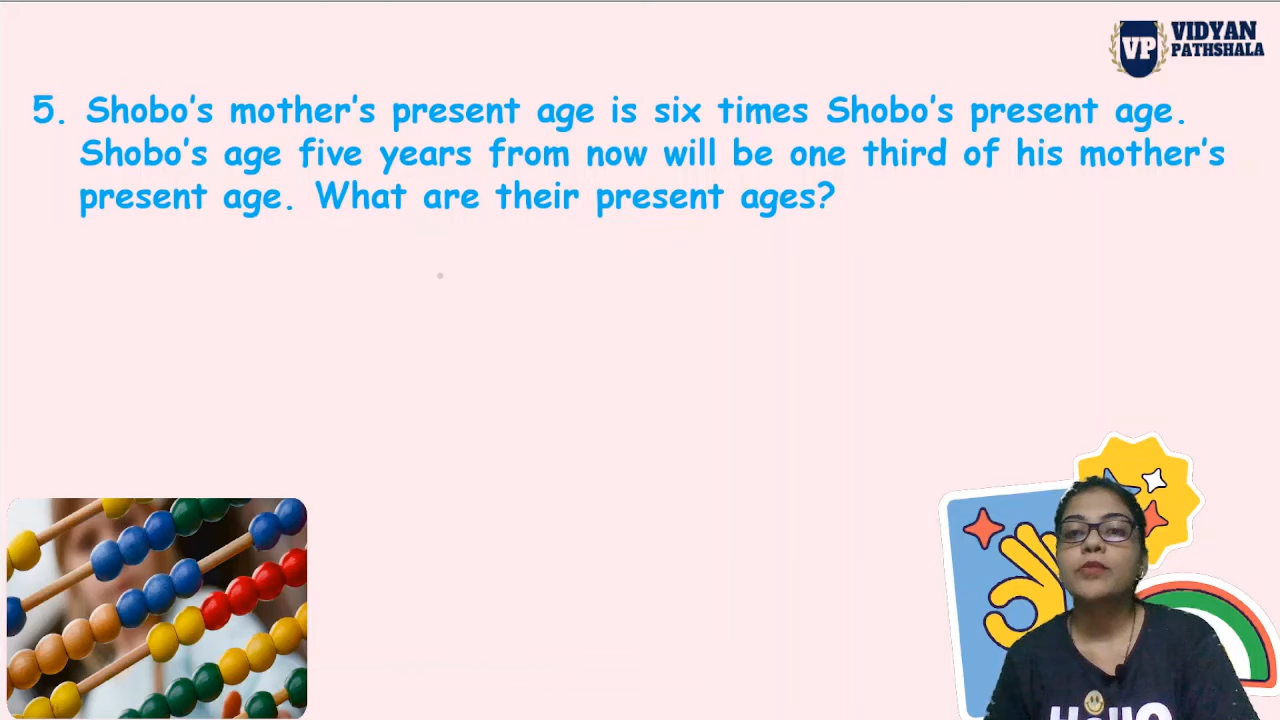 VIDYAN
VP PATHSHALA
5. Shobo's mother's present age is six times Shobo's present age.
Shobo's age five years from now will be one third of his mother's
present age. What are their present ages?